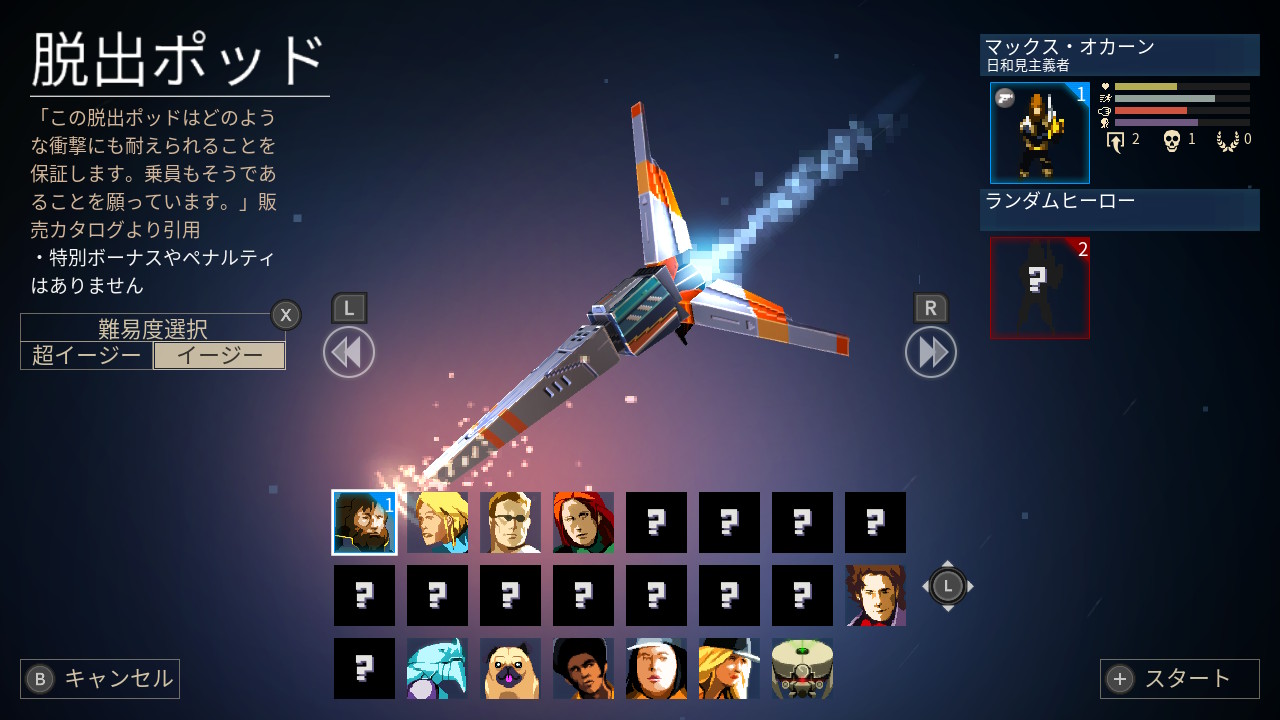 脱出ポッド
「この脱出ポッドはどのよう
な衝撃にも耐えられることを
保証します。乗員もそうであ
ることを願っています。」販
売カタログより引用
・特別ボーナスやペナルティ
はありません
X
難易度選択
超イージー イージー
L
R
マックス・オカーン
日和見主義者
1
2 1 0
ランダムヒーロー
2
?
1 ? ? ? ?
? ? ? ? ? ? ?
L
?
B キャンセル
+ スタート